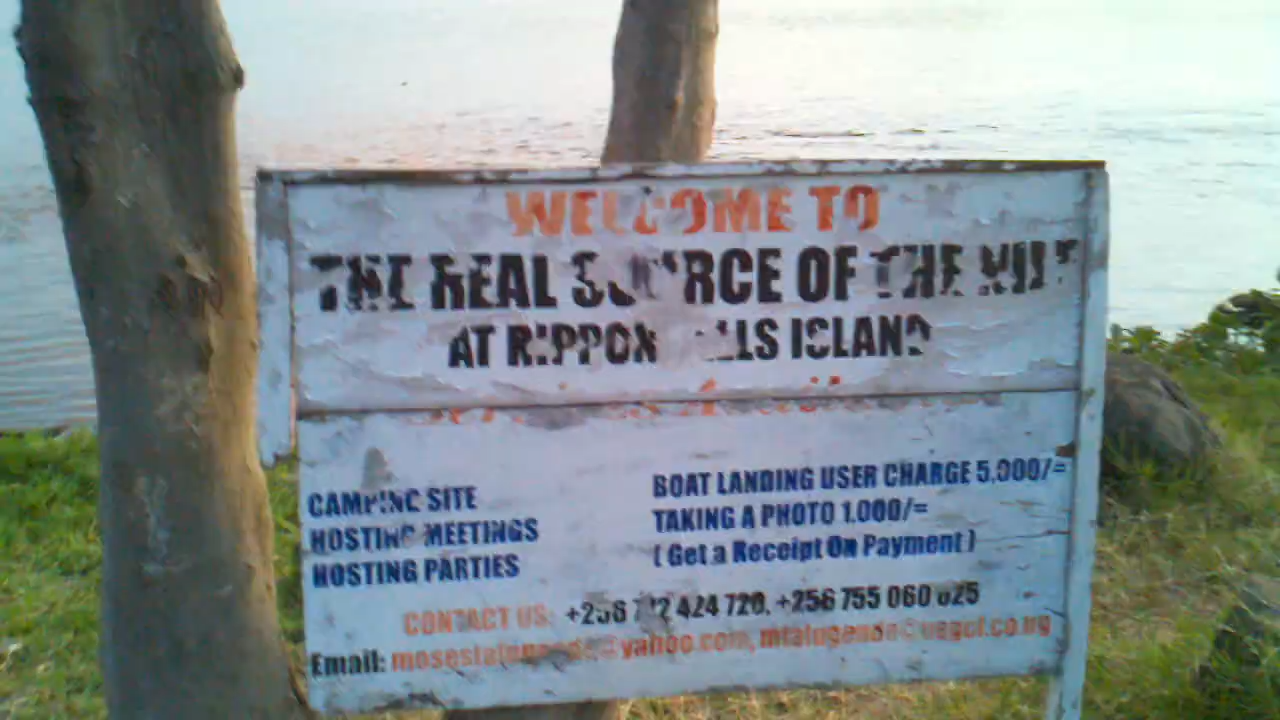 WELCOME TO
THE REAL SOURCE OF THE NILE
AT RIPPON FALLS ISLAND
CAMPING SITE
HOSTING MEETINGS
HOSTING PARTIES
BOAT LANDING USER CHARGE 5,000/=
TAKING A PHOTO 1.000/=
( Get a Receipt On Payment )
CONTACT US: 424 720, +256 755 060
Email: